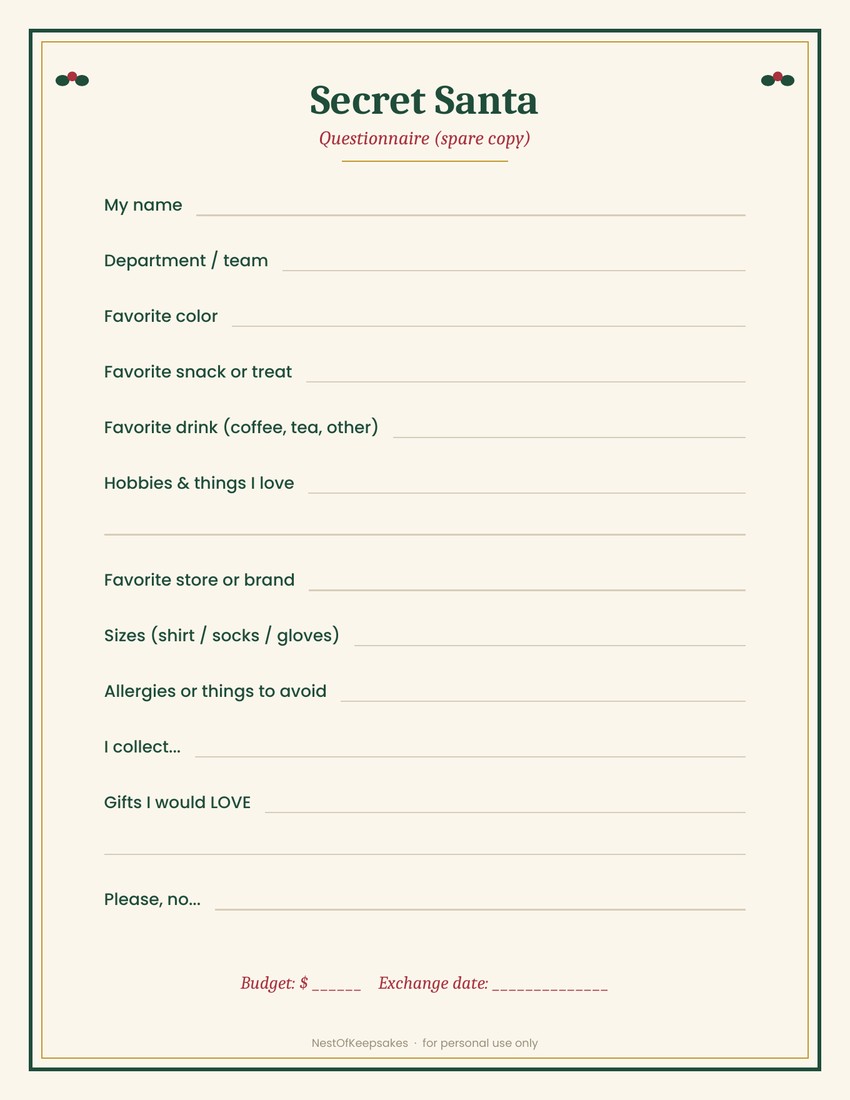 Secret Santa
Questionnaire (spare copy)
My name
Department / team
Favorite color
Favorite snack or treat
Favorite drink (coffee, tea, other)
Hobbies & things I love
Favorite store or brand
Sizes (shirt / socks / gloves)
Allergies or things to avoid
I collect...
Gifts I would LOVE
Please, no...
Budget: $ ______ Exchange date: ______________
NestOfKeepsakes · for personal use only